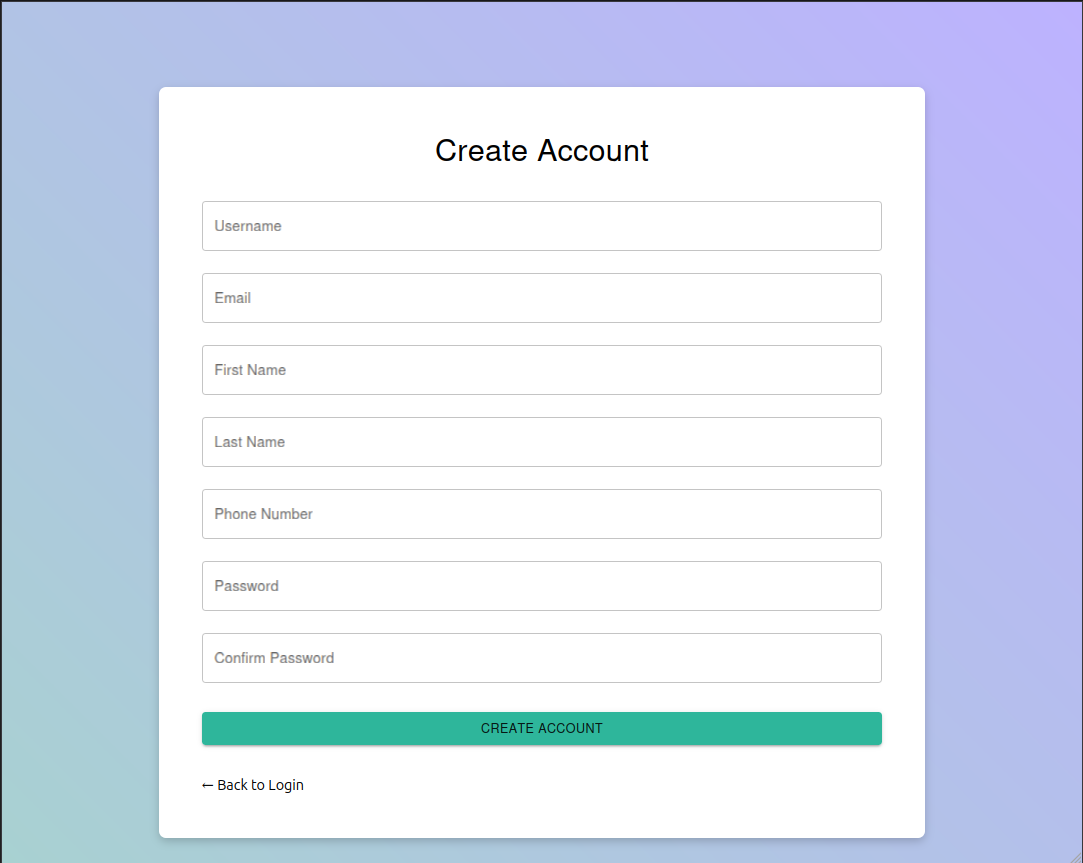 Create Account
Username
Email
First Name
Last Name
Phone Number
Password
Confirm Password
CREATE ACCOUNT
← Back to Login